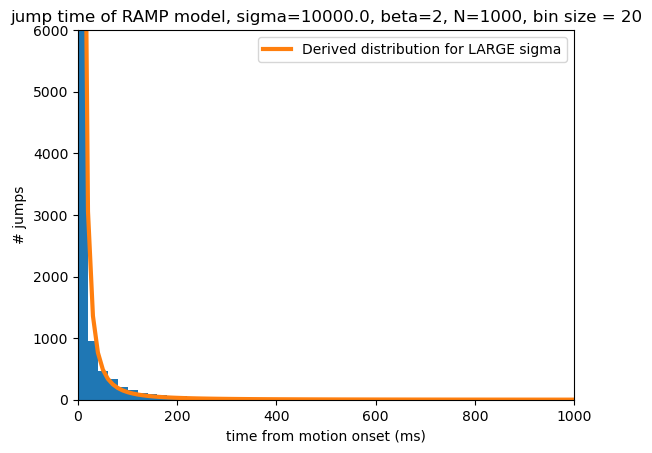 jump time of RAMP model, sigma=10000.0, beta=2, N=1000, bin size = 20
Derived distribution for LARGE sigma
# jumps
6000
5000
4000
3000
2000
1000
0
0 200 400 600 800 1000
time from motion onset (ms)